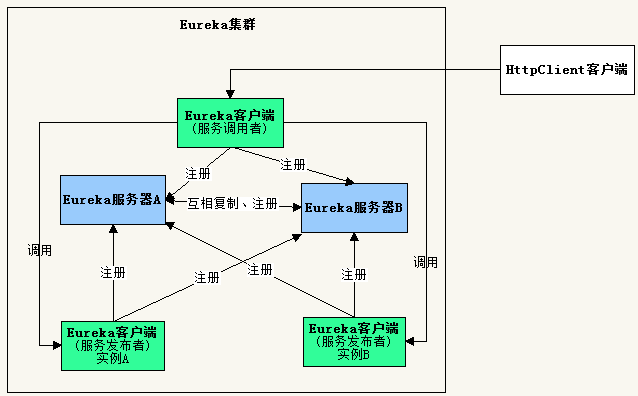 Eureka集群
HttpClient客户端
Eureka客户端
(服务调用者)
注册
注册
Eureka服务器A
互相复制、注册
Eureka服务器B
调用
注册
注册
注册
注册
调用
Eureka客户端
(服务发布者)
实例A
Eureka客户端
(服务发布者)
实例B